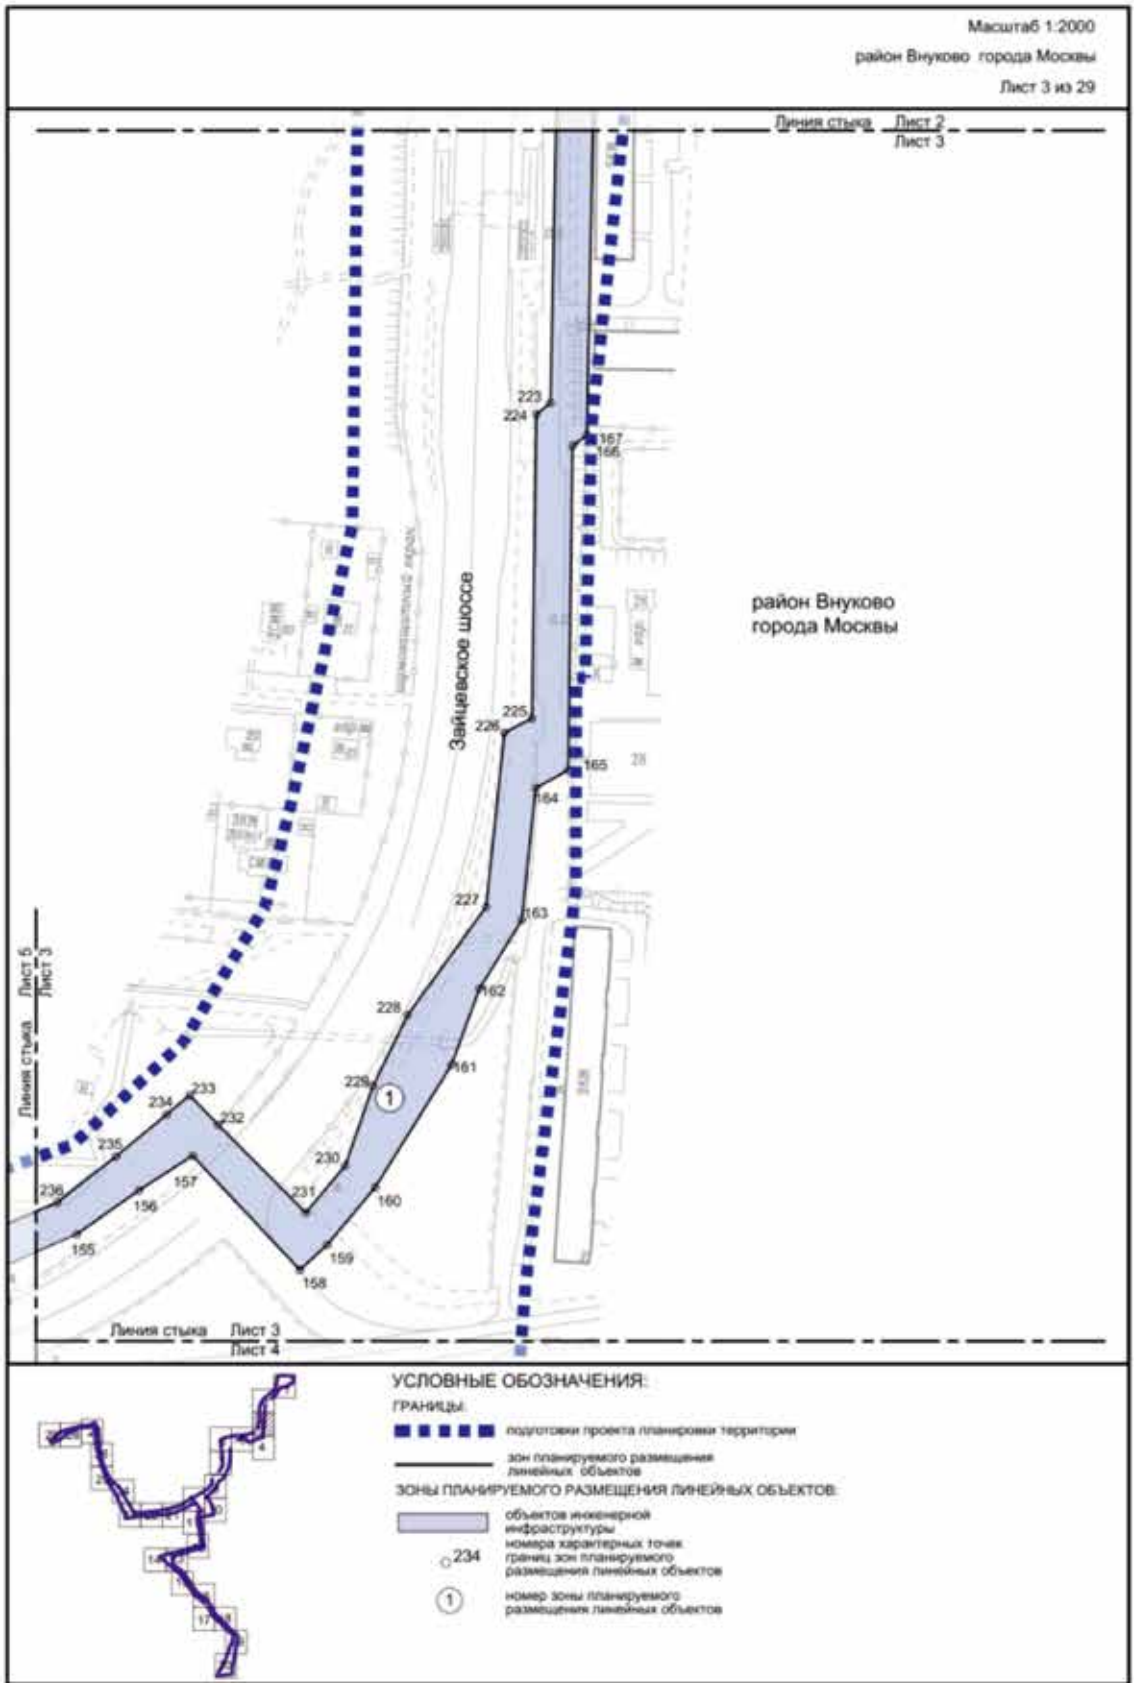 Масштаб 1:2000
район Внуково города Москвы
Лист 3 из 29
Линия стыка Лист 2
Лист 3
223
224
167
166
Зайцевское шоссе
район Внуково
города Москвы
225
226
165
164
28
227
163
Линия стыка Лист 5
Лист 3
162
228
161
229
1
233
234
232
235
230
157
236
156
231
160
155
159
158
Линия стыка Лист 3
Лист 4
УСЛОВНЫЕ ОБОЗНАЧЕНИЯ:
ГРАНИЦЫ:
подготовки проекта планировки территории
зон планируемого размещения
линейных объектов
ЗОНЫ ПЛАНИРУЕМОГО РАЗМЕЩЕНИЯ ЛИНЕЙНЫХ ОБЪЕКТОВ:
объектов инженерной
инфраструктуры
234
номера характерных точек
границ зон планируемого
размещения линейных объектов
1
номер зоны планируемого
размещения линейных объектов
4
14
17